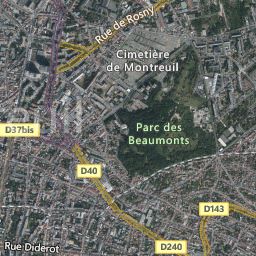 Rue de Rosny
Cimetière
de Montreuil
D37bis
Parc des
Beaumonts
D40
D143
Rue Diderot
D240